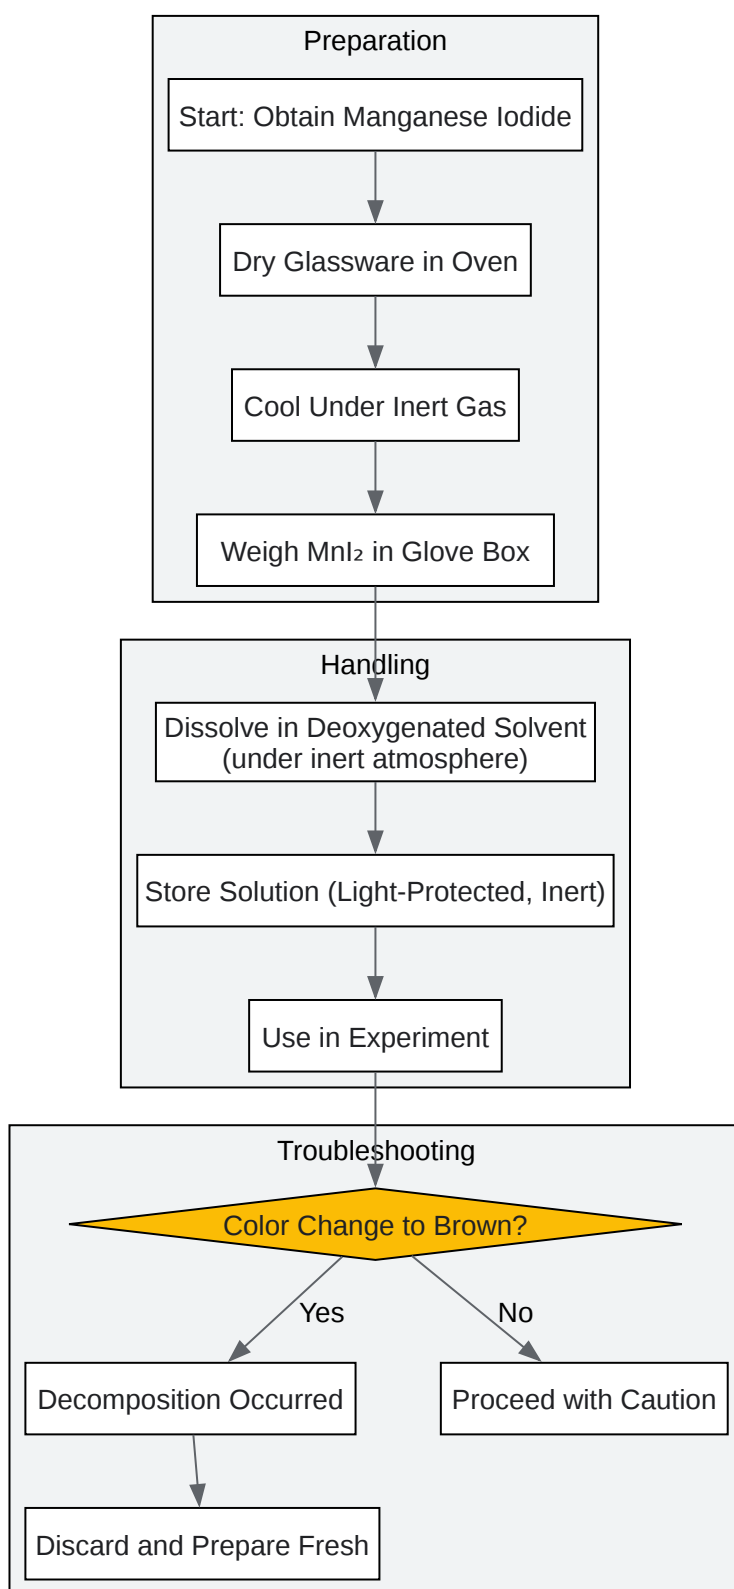 Preparation
Start: Obtain Manganese Iodide
Dry Glassware in Oven
Cool Under Inert Gas
Weigh MnI₂ in Glove Box
Handling
Dissolve in Deoxygenated Solvent
(under inert atmosphere)
Store Solution (Light-Protected, Inert)
Use in Experiment
Troubleshooting
Color Change to Brown?
Yes
No
Decomposition Occurred
Proceed with Caution
Discard and Prepare Fresh